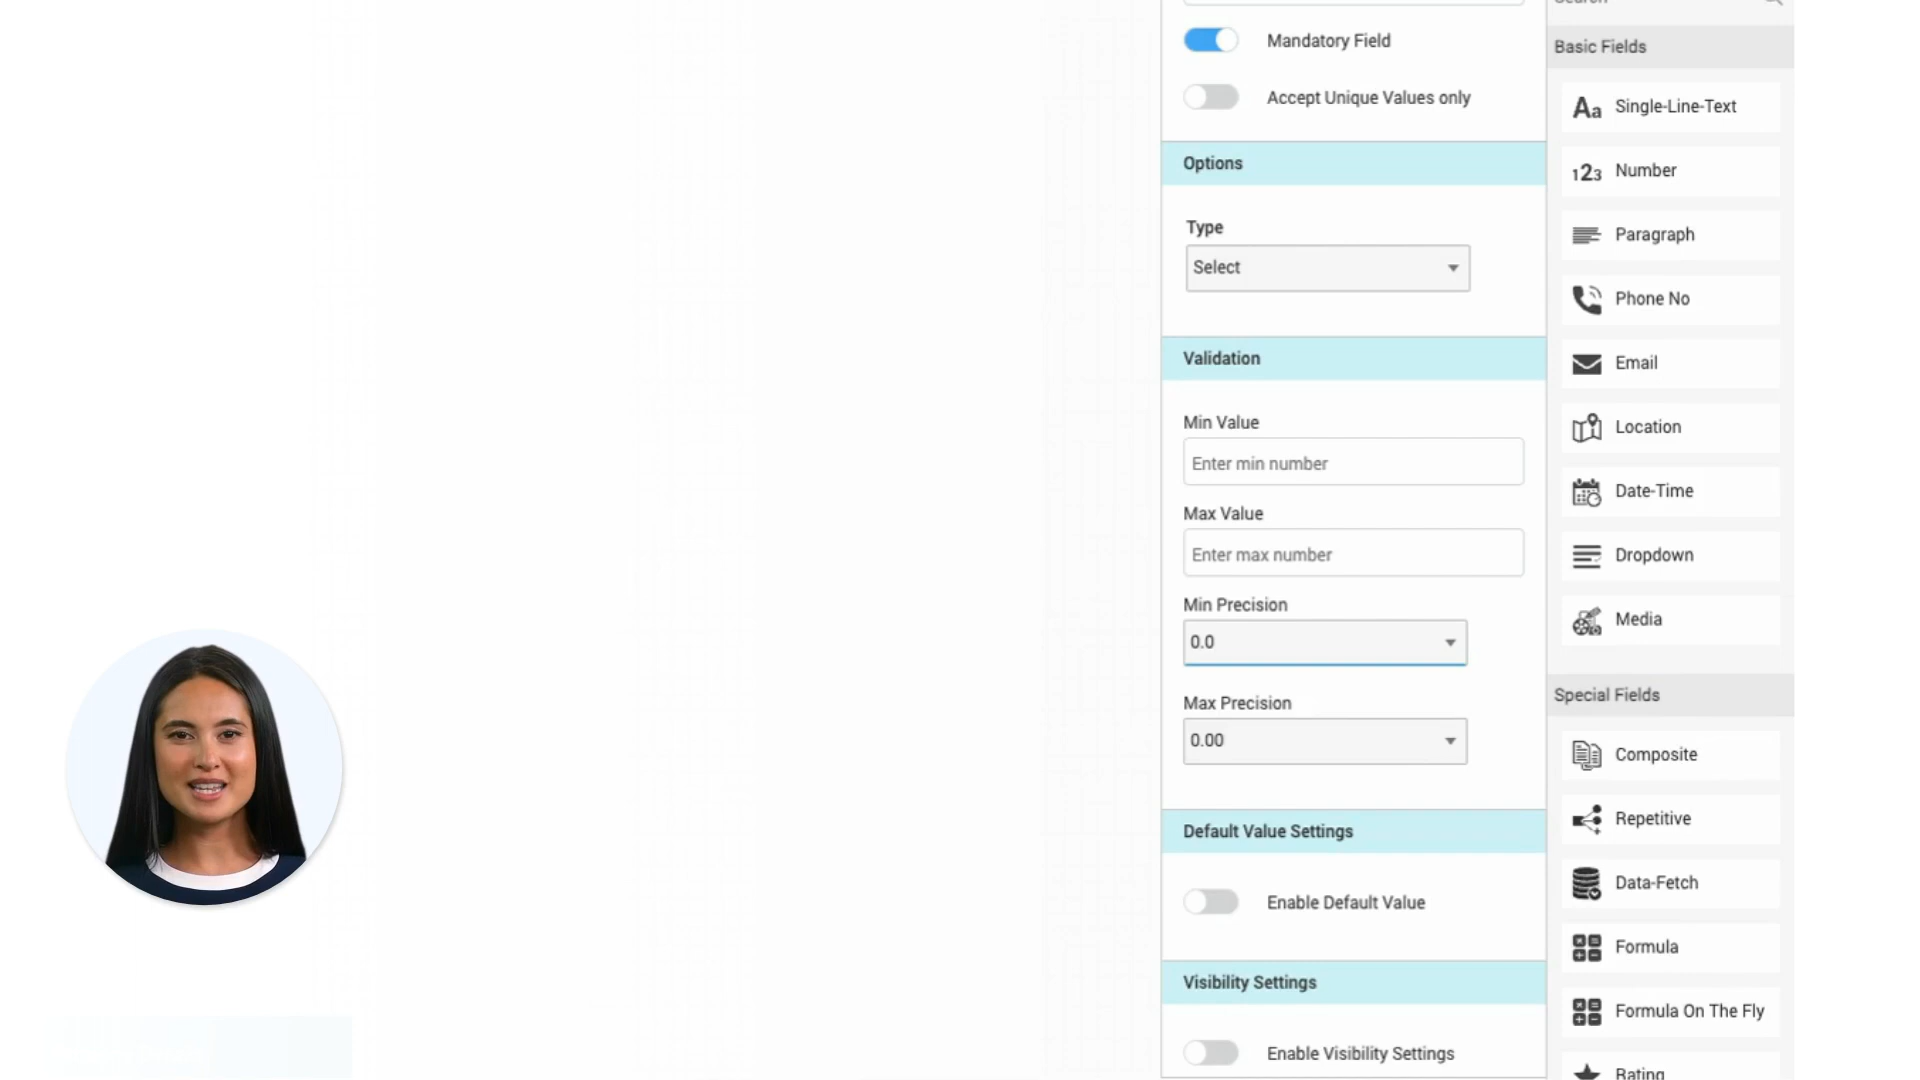 Mandatory Field
Accept Unique Values only
Options
Type
Select
Validation
Min Value
Enter min number
Max Value
Enter max number
Min Precision
0.0
Max Precision
0.00
Default Value Settings
Enable Default Value
Visibility Settings
Enable Visibility Settings
Search
Basic Fields
Aa Single-Line-Text
123 Number
Paragraph
Phone No
Email
Location
Date-Time
Dropdown
Media
Special Fields
Composite
Repetitive
Data-Fetch
Formula
Formula On The Fly
Rating